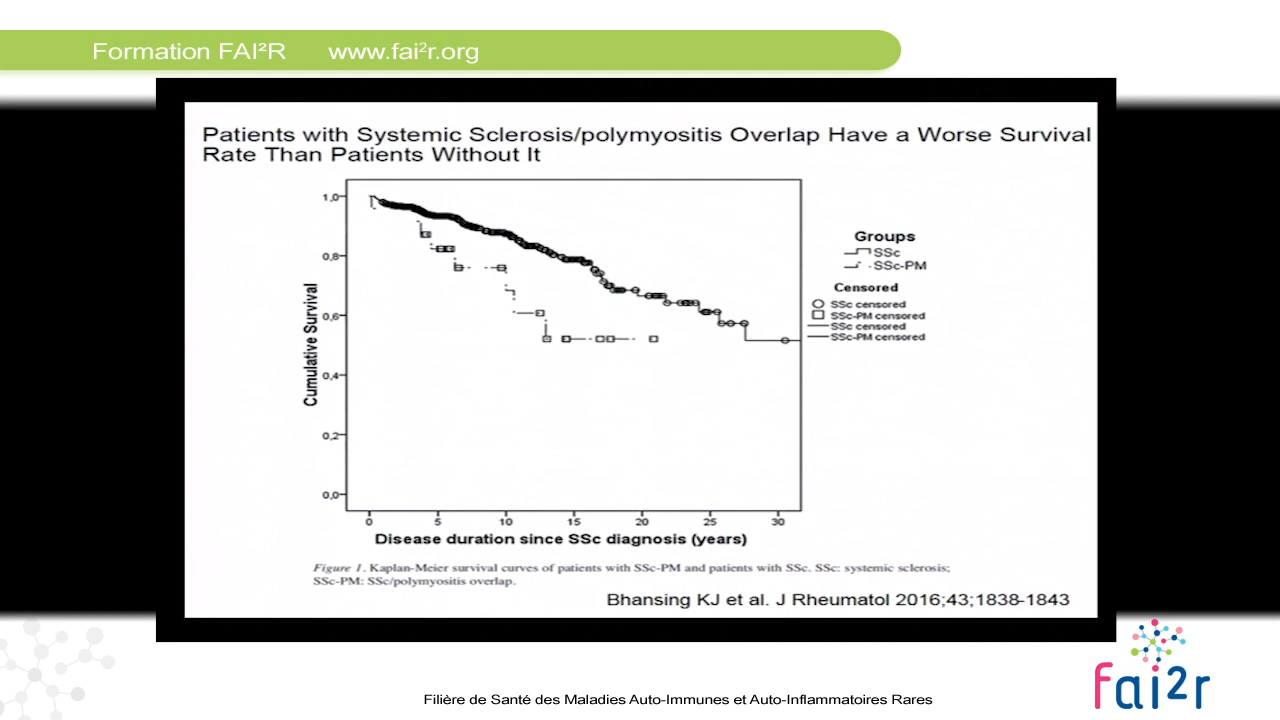 Formation FAI²R www.fai²r.org
Patients with Systemic Sclerosis/polymyositis Overlap Have a Worse Survival
Rate Than Patients Without It
1,0
0,8
0,6
0,4
0,2
0,0
Cumulative Survival
0 5 10 15 20 25 30
Disease duration since SSc diagnosis (years)
Groups
SSc
SSc-PM
Censored
SSc censored
SSc-PM censored
SSc censored
SSc-PM censored
Figure 1. Kaplan-Meier survival curves of patients with SSc-PM and patients with SSc. SSc: systemic sclerosis;
SSc-PM: SSc/polymyositis overlap.
Bhansing KJ et al. J Rheumatol 2016;43;1838-1843
Filière de Santé des Maladies Auto-Immunes et Auto-Inflammatoires Rares
fai2r